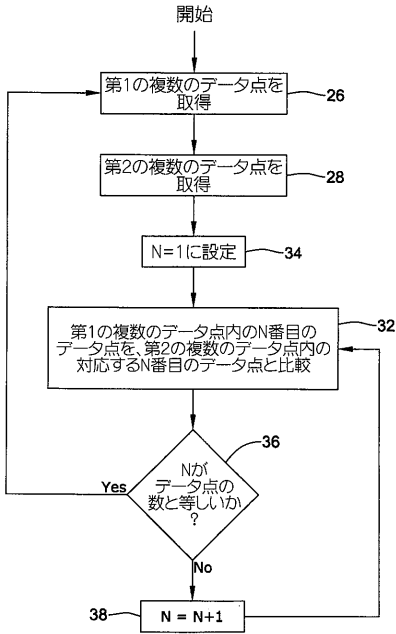 開始
第1の複数のデータ点を
取得
26
第2の複数のデータ点を
取得
28
N=1に設定
34
第1の複数のデータ点内のN番目の
データ点を、第2の複数のデータ点内の
対応するN番目のデータ点と比較
32
Nが
データ点の
数と等しいか
?
36
Yes
No
N = N+1
38